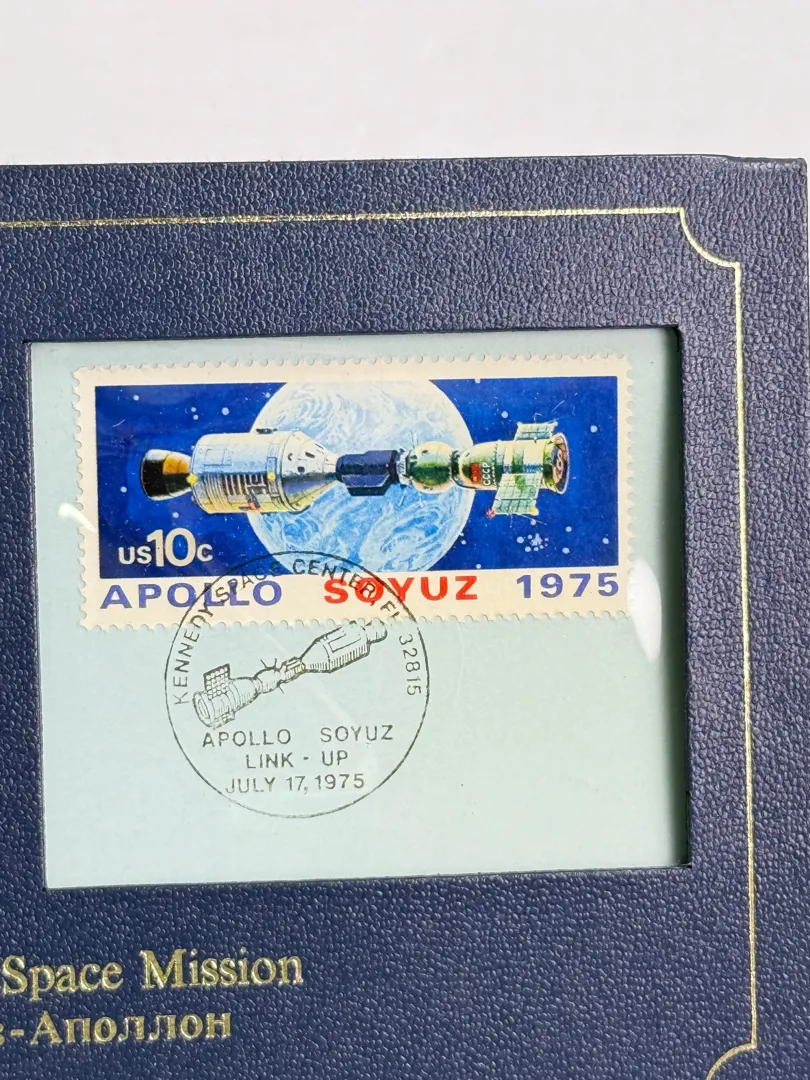 CCCP
US10c
APOLLO SOYUZ 1975
KENNEDY SPACE CENTER, FL 32815
APOLLO SOYUZ
LINK - UP
JULY 17, 1975
Space Mission
-Аполлон